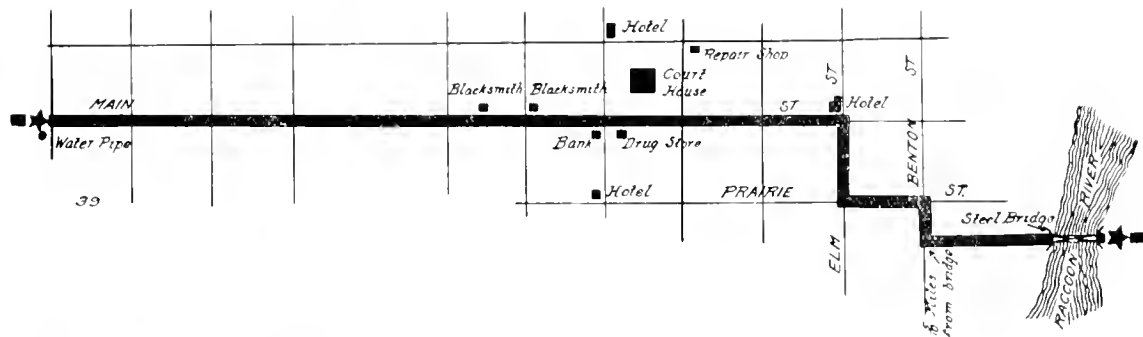 Hotel
Repair Shop
Court
House
Blacksmith
Blacksmith
MAIN
ST
ST
ST
Hotel
Water Pipe
Bank
Drug Store
BENTON
39
Hotel
PRAIRIE
ST.
Steel Bridge
RIVER
ELM
RACCOON
Miles
from bridge